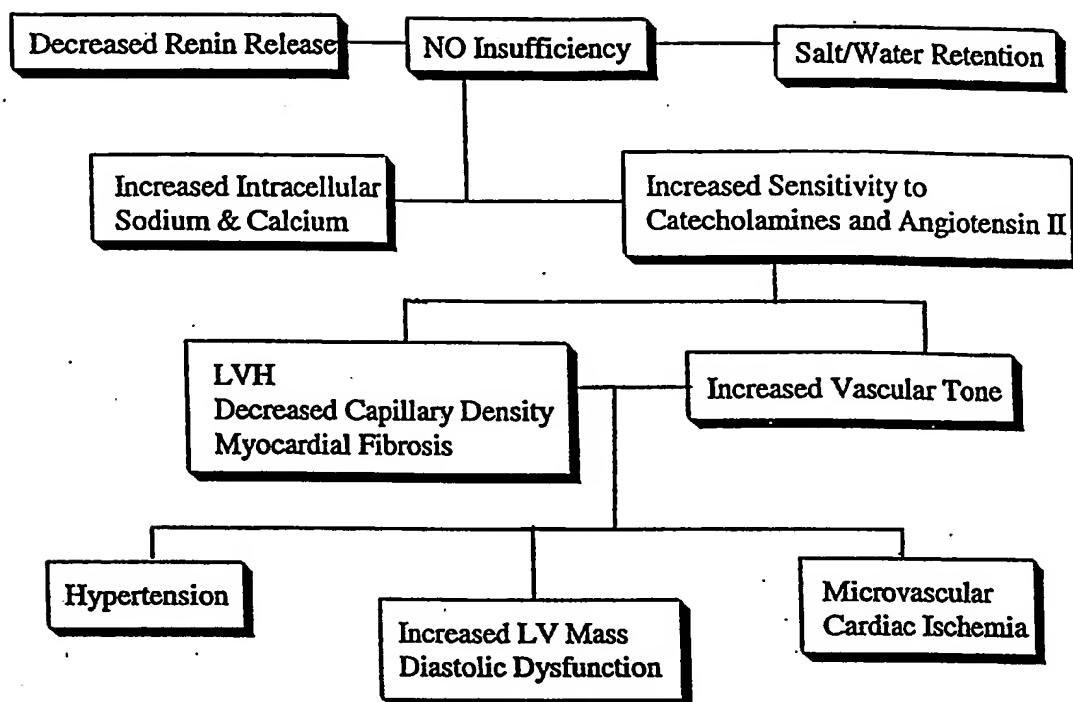 Decreased Renin Release
NO Insufficiency
Salt/Water Retention
Increased Intracellular
Sodium & Calcium
Increased Sensitivity to
Catecholamines and Angiotensin II
LVH
Decreased Capillary Density
Myocardial Fibrosis
Increased Vascular Tone
Hypertension
Increased LV Mass
Diastolic Dysfunction
Microvascular
Cardiac Ischemia